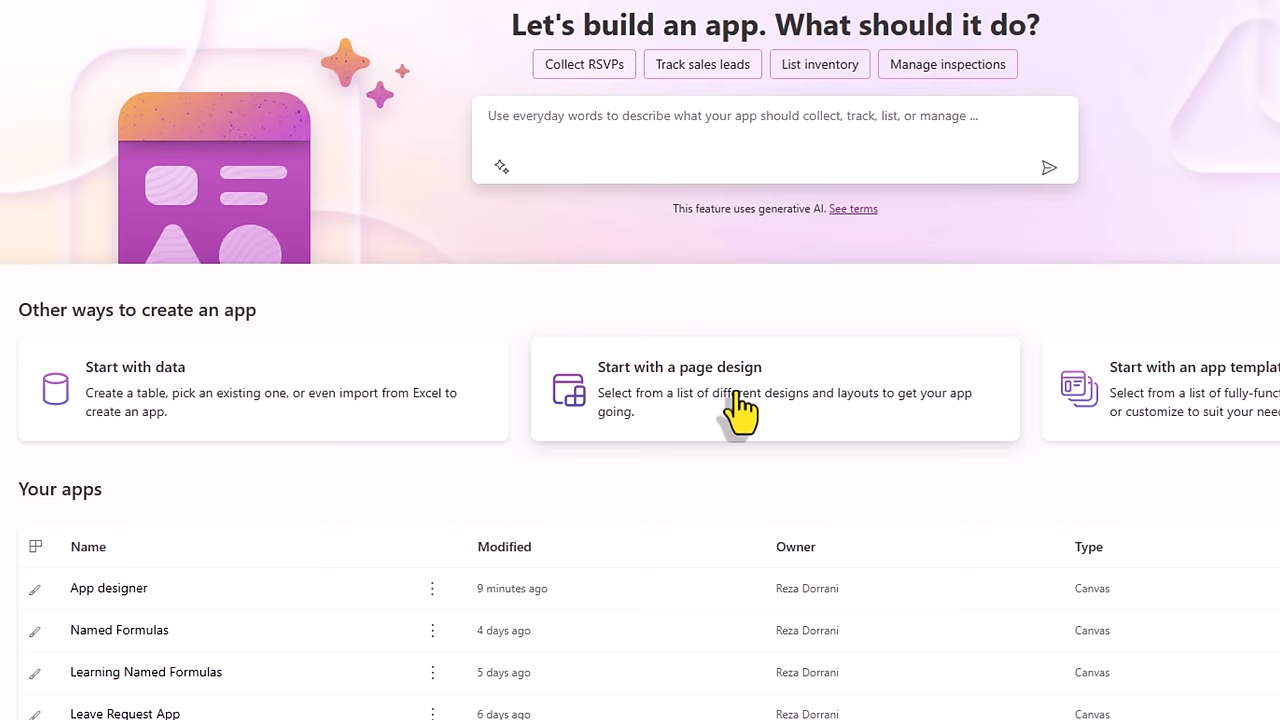 Let's build an app. What should it do?
Collect RSVPs
Track sales leads
List inventory
Manage inspections
Use everyday words to describe what your app should collect, track, list, or manage ...
This feature uses generative AI. See terms
Other ways to create an app
Start with data
Create a table, pick an existing one, or even import from Excel to
create an app.
Start with a page design
Select from a list of different designs and layouts to get your app
going.
Start with an app
Select from a list of
or customize to suit your
Your apps
Name Modified Owner Type
App designer 9 minutes ago Reza Dorrani Canvas
Named Formulas 4 days ago Reza Dorrani Canvas
Learning Named Formulas 5 days ago Reza Dorrani Canvas
Leave Request App 6 days ago Reza Dorrani Canvas